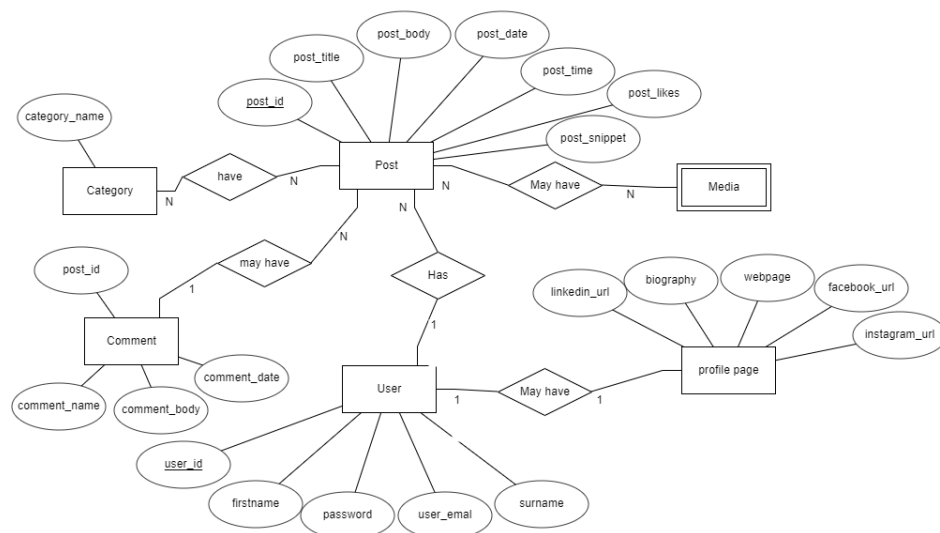 post_body
post_date
post_title
post_time
post_id
post_likes
category_name
post_snippet
Post
have
N
N
Category
N
May have
N
Media
N
N
post_id
may have
1
Has
linkedin_url
biography
webpage
facebook_url
instagram_url
Comment
1
comment_date
comment_name
comment_body
User
1
May have
1
profile page
user_id
firstname
password
user_emal
surname